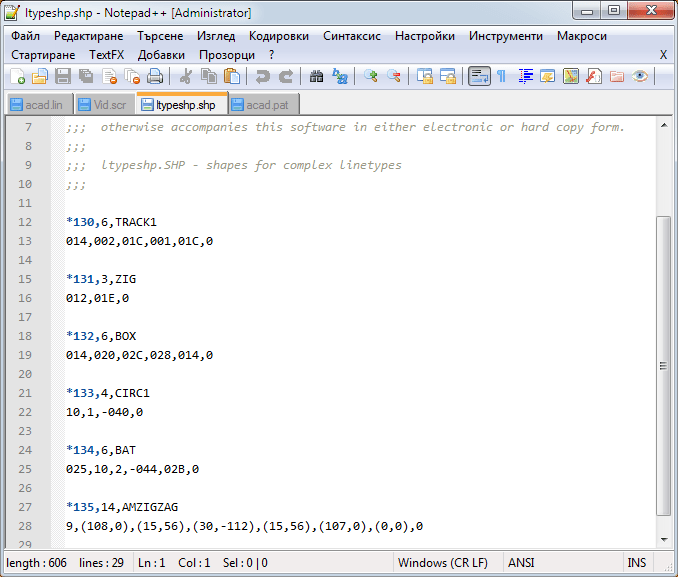 ltypeshp.shp - Notepad++ [Administrator]
Файл Редактиране Търсене Изглед Кодировки Синтаксис Настройки Инструменти Макроси
Стартиране TextFX Добавки Прозорци ? X
acad.lin Vid.scr ltypeshp.shp acad.pat
7 ;;; otherwise accompanies this software in either electronic or hard copy form.
8 ;;;
9 ;;; ltypeshp.SHP - shapes for complex linetypes
10 ;;;
11
12 *130,6,TRACK1
13 014,002,01C,001,01C,0
14
15 *131,3,ZIG
16 012,01E,0
17
18 *132,6,BOX
19 014,020,02C,028,014,0
20
21 *133,4,CIRC1
22 10,1,-040,0
23
24 *134,6,BAT
25 025,10,2,-044,02B,0
26
27 *135,14,AMZIGZAG
28 9,(108,0),(15,56),(30,-112),(15,56),(107,0),(0,0),0
29
length : 606 lines : 29 Ln : 1 Col : 1 Sel : 0 | 0 Windows (CR LF) ANSI INS